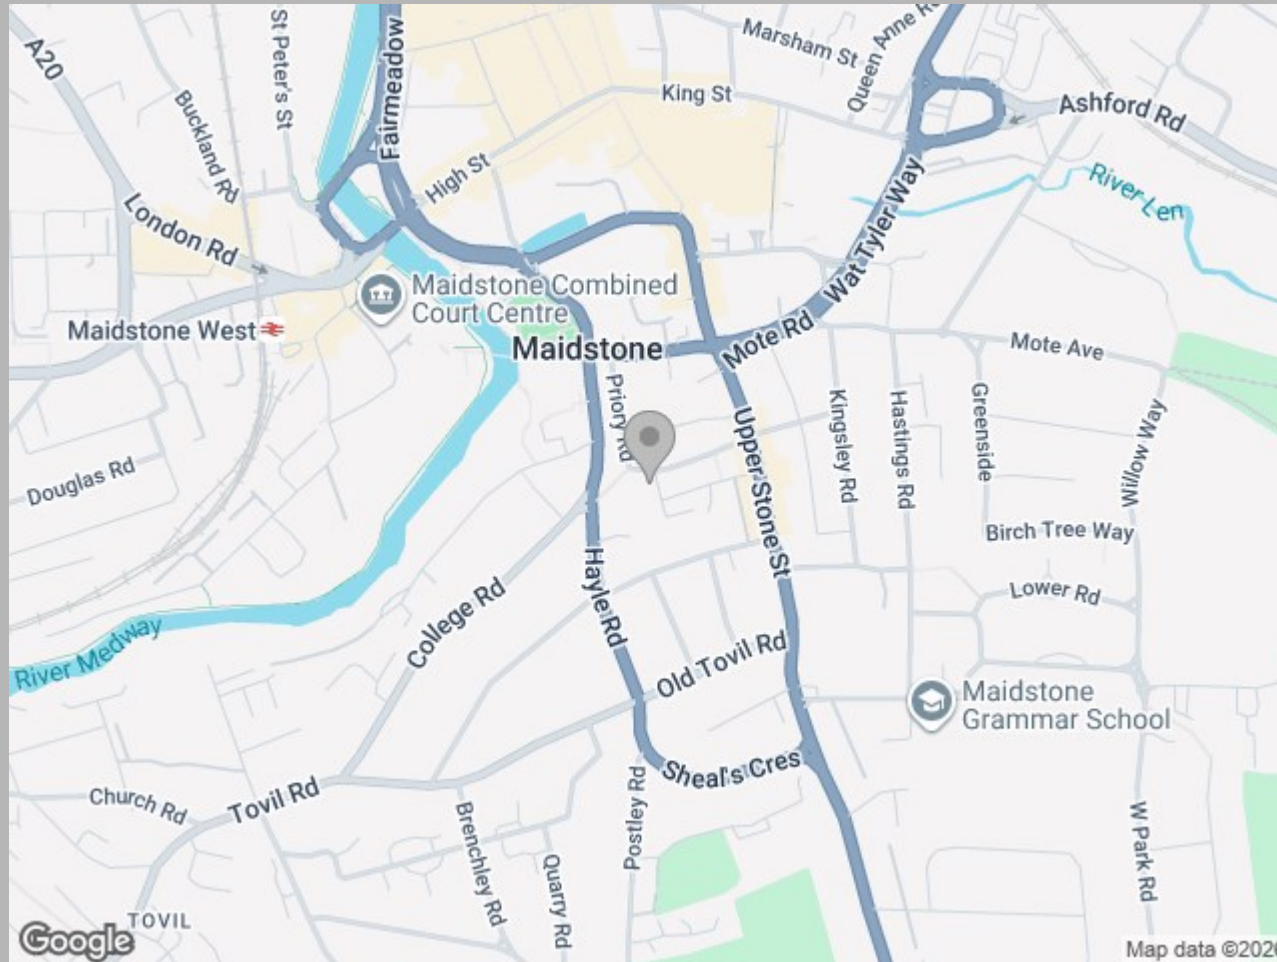 A20
St Peter's St
Buckland Rd
Fairmeadow
High St
King St
Marsham St
Queen Anne Rd
Ashford Rd
River Len
Wat Tyler Way
London Rd
Maidstone Combined
Court Centre
Maidstone West
Maidstone
Mote Rd
Mote Ave
Priory Rd
Upper Stone St
Kingsley Rd
Hastings Rd
Greenside
Willow Way
Douglas Rd
Birch Tree Way
Lower Rd
Hayle Rd
College Rd
River Medway
Old Tovil Rd
Maidstone
Grammar School
Sheal's Cres
Tovil Rd
Church Rd
Postley Rd
Brenchley Rd
Quarry Rd
W Park Rd
TOVIL
Google
Map data ©2026